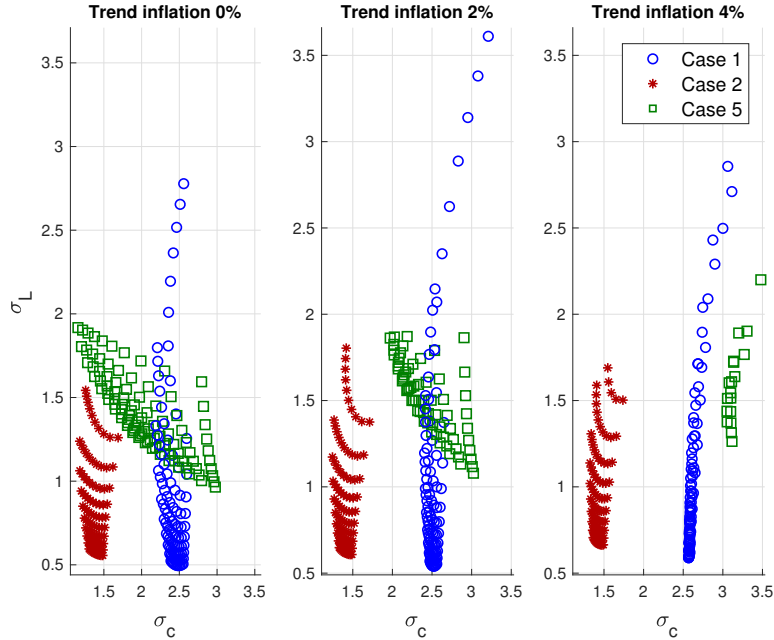 Trend inflation 0%
Trend inflation 2%
Trend inflation 4%
Case 1
Case 2
Case 5
σL
3.5
3
2.5
2
1.5
1
0.5
3.5
3
2.5
2
1.5
1
0.5
3.5
3
2.5
2
1.5
1
0.5
1.5 2 2.5 3 3.5
1.5 2 2.5 3 3.5
1.5 2 2.5 3 3.5
σc
σc
σc